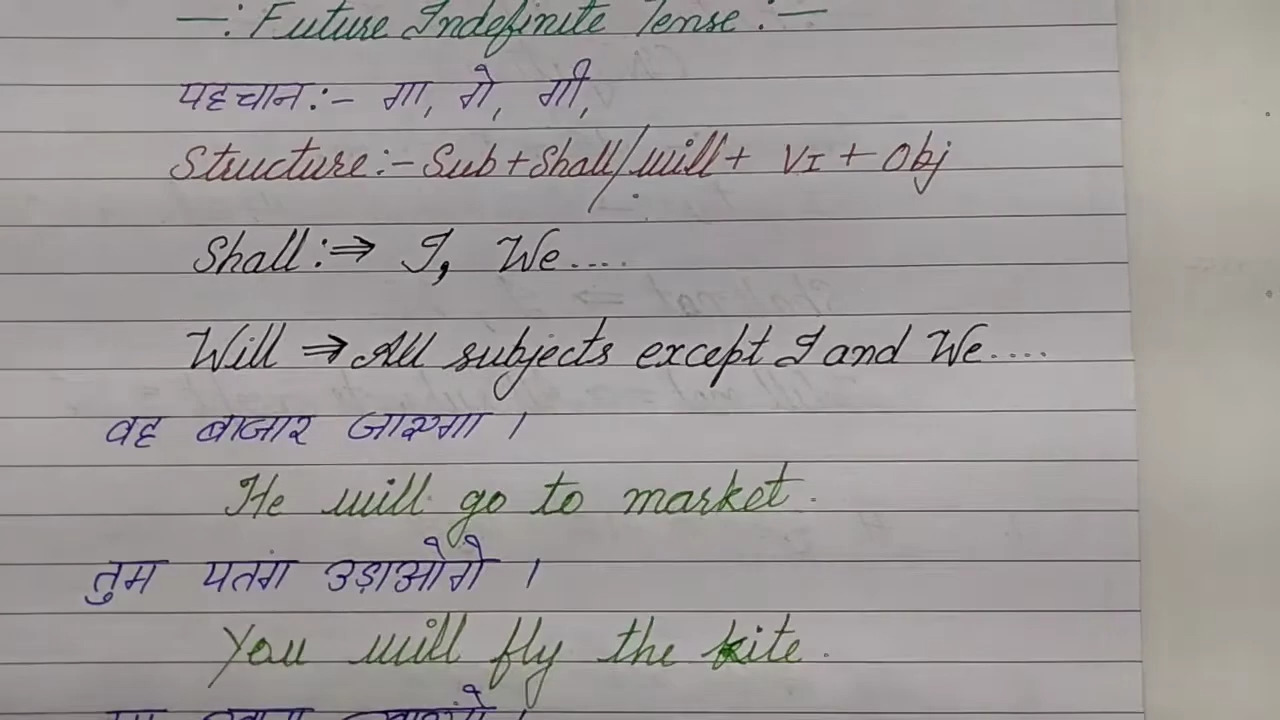 —: Future Indefinite Tense :—
पहचान:- गा, गे, गी,
Structure:- Sub + Shall/will + VI + Obj
Shall :⇒ I, We....
Will ⇒ All subjects except I and We....
वह बाजार जाएगा ।
He will go to market.
तुम पतंग उड़ाओगे ।
You will fly the kite.